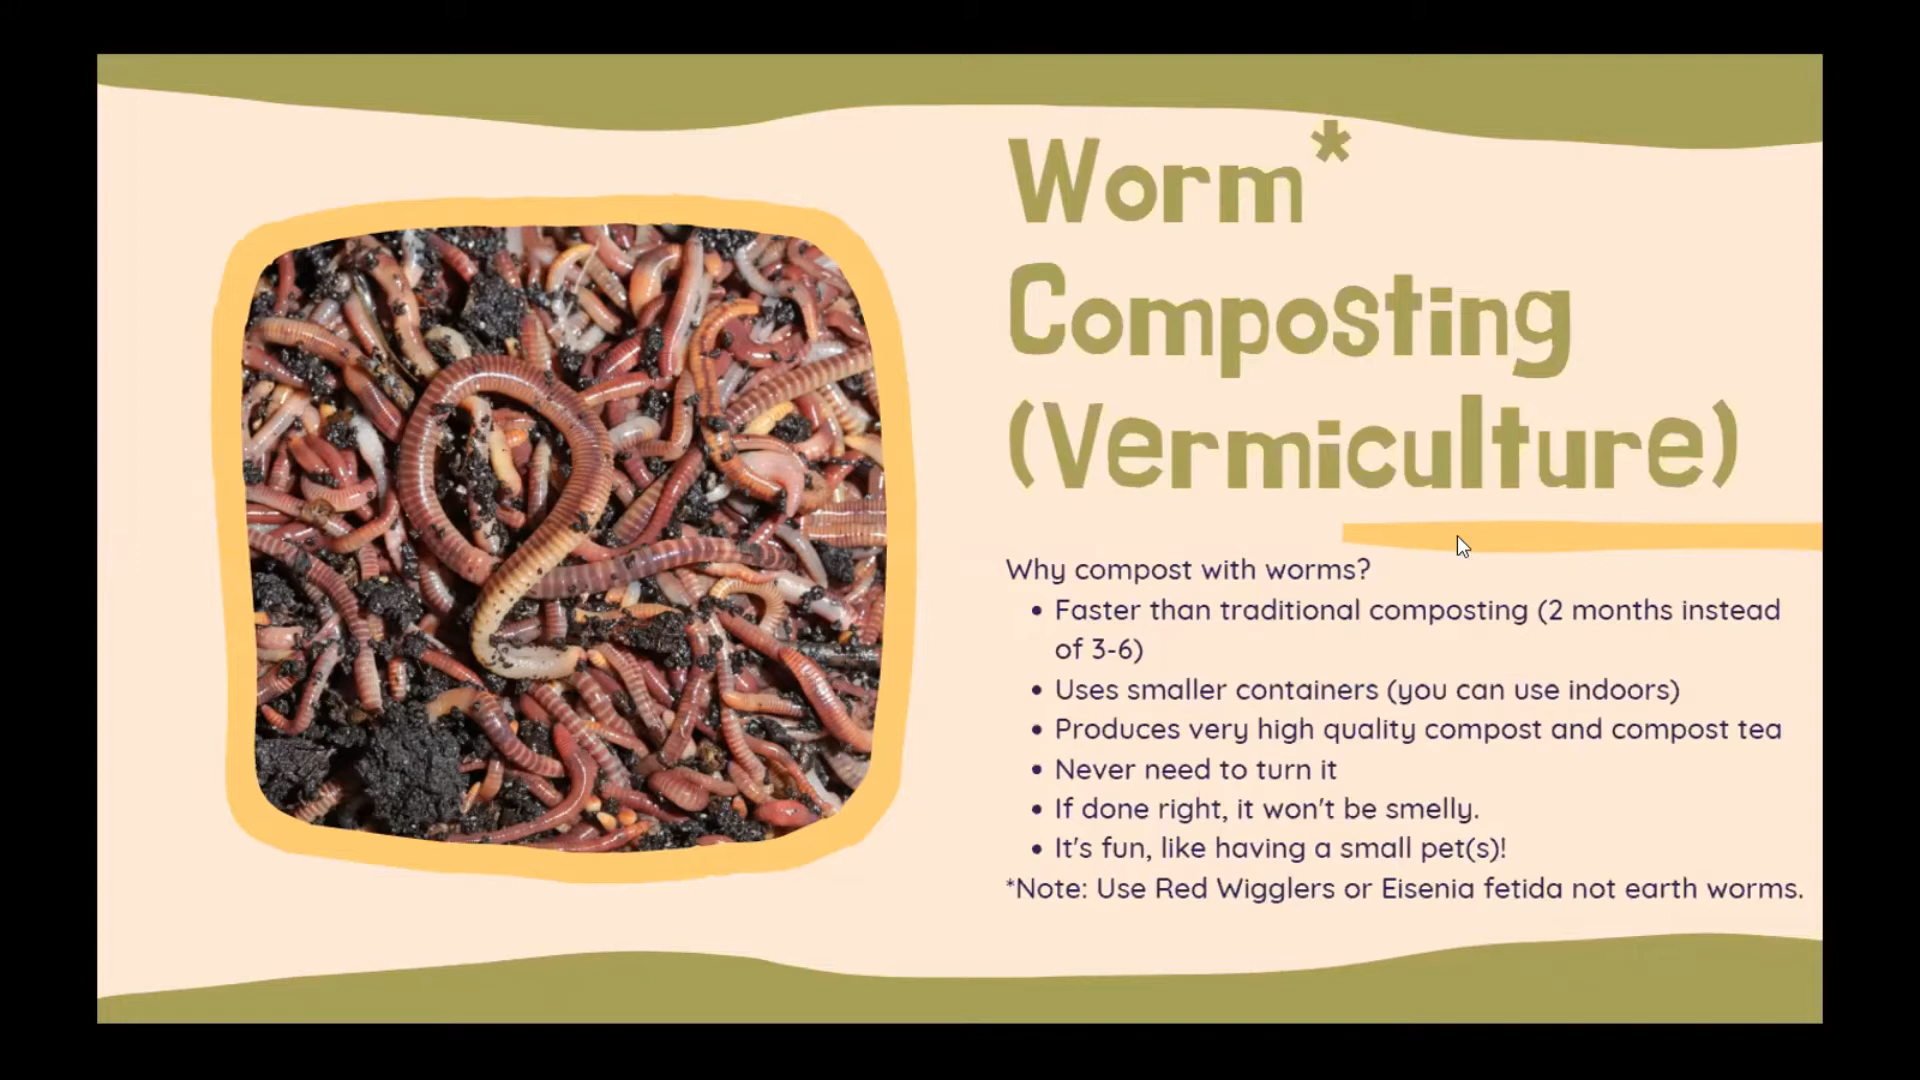 Worm*
Composting
(Vermiculture)
Why compost with worms?
• Faster than traditional composting (2 months instead
of 3-6)
• Uses smaller containers (you can use indoors)
• Produces very high quality compost and compost tea
• Never need to turn it
• If done right, it won't be smelly.
• It's fun, like having a small pet(s)!
*Note: Use Red Wigglers or Eisenia fetida not earth worms.